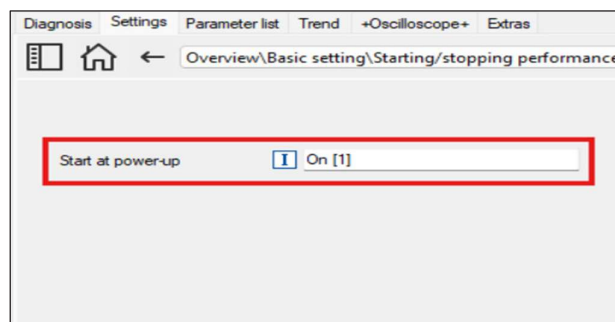 Diagnosis Settings Parameter list Trend +Oscilloscope+ Extras
Overview\Basic setting\Starting/stopping performance
Start at power-up I On [1]